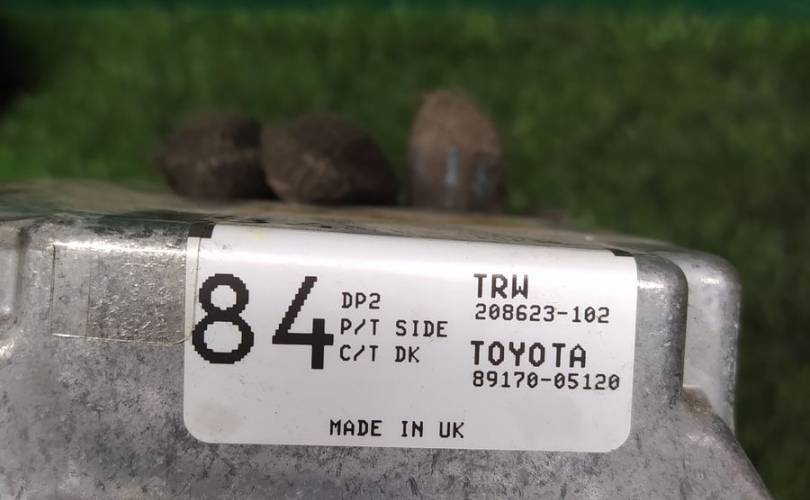 84
DP2
P/T SIDE
C/T DK
TRW
208623-102
TOYOTA
89170-05120
MADE IN UK